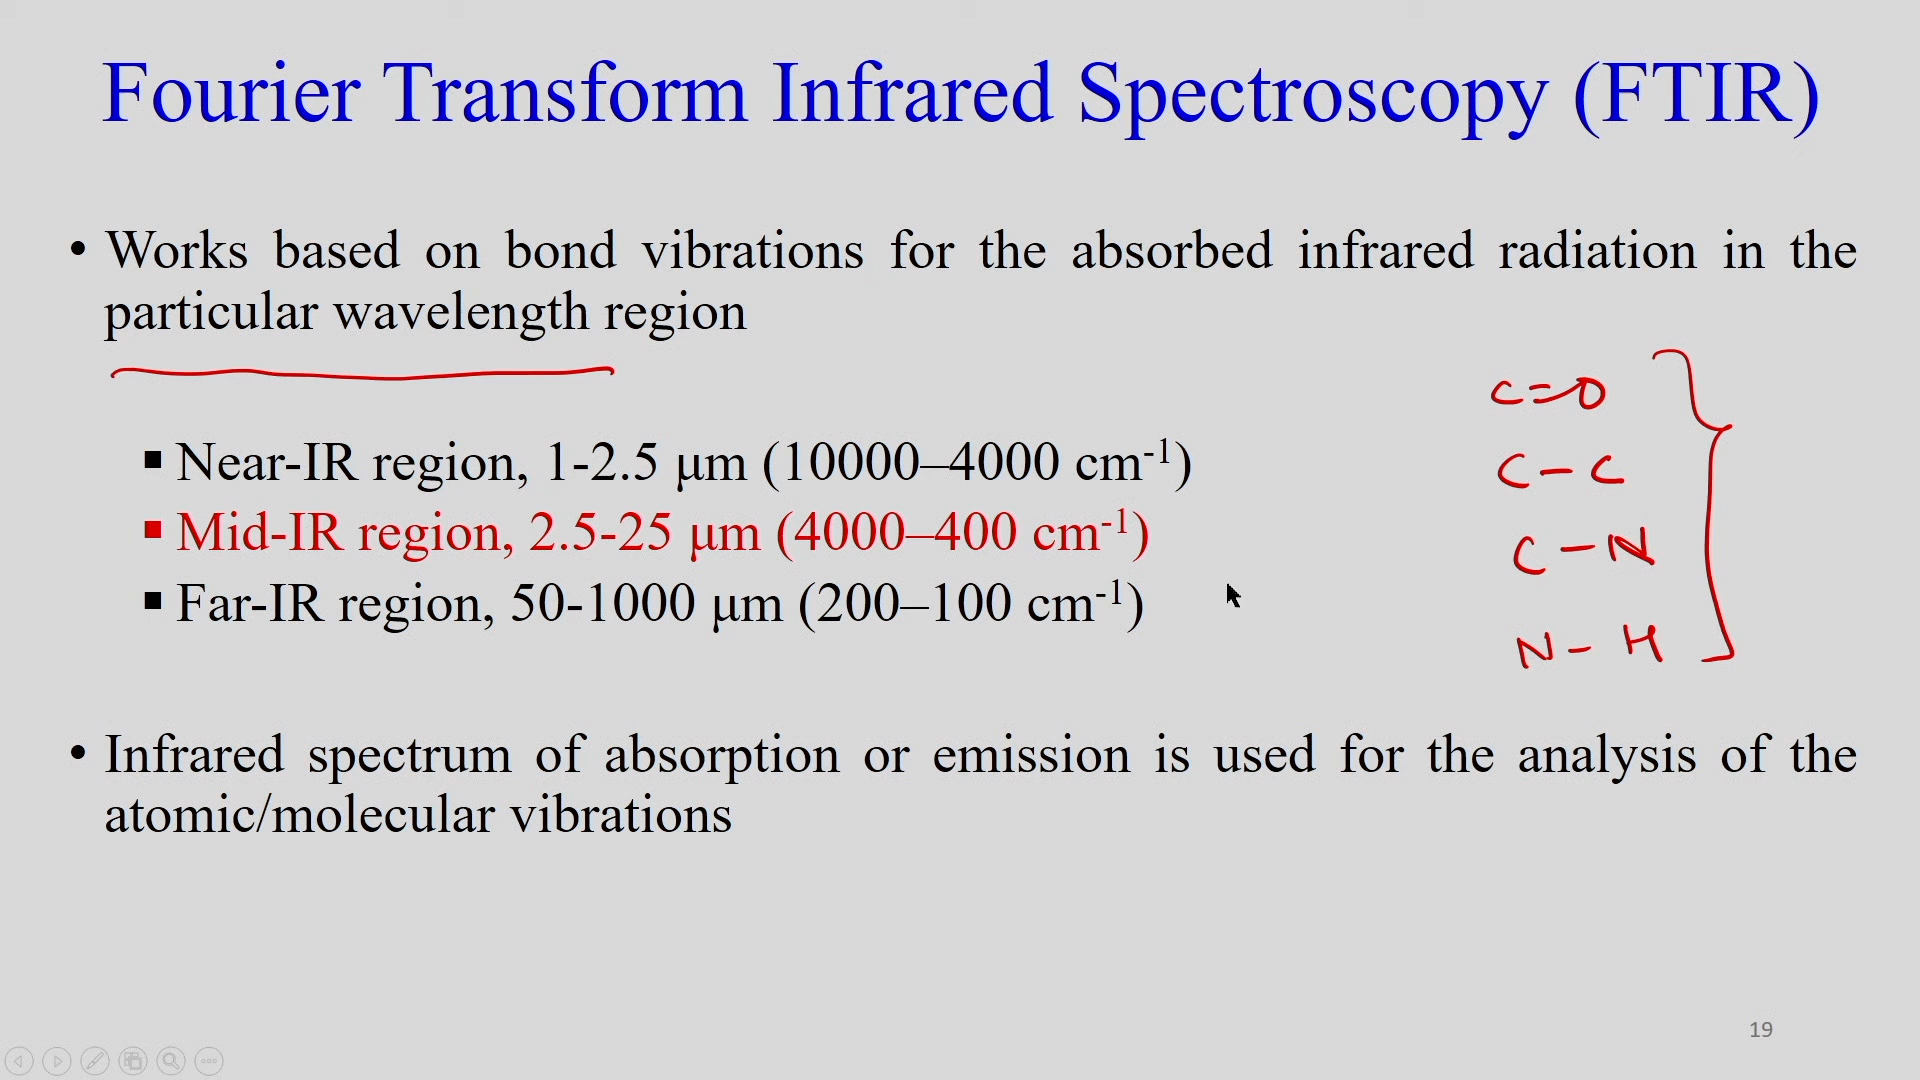 Fourier Transform Infrared Spectroscopy (FTIR)
• Works based on bond vibrations for the absorbed infrared radiation in the
particular wavelength region
▪ Near-IR region, 1-2.5 µm (10000–4000 cm⁻¹)
▪ Mid-IR region, 2.5-25 µm (4000–400 cm⁻¹)
▪ Far-IR region, 50-1000 µm (200–100 cm⁻¹)
C=O
C-C
C-N
N-H
• Infrared spectrum of absorption or emission is used for the analysis of the
atomic/molecular vibrations
19